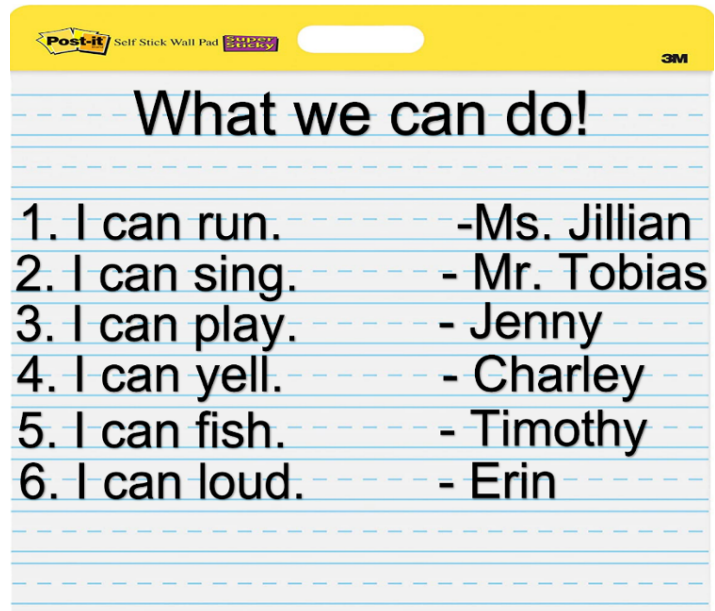 Post-it Self Stick Wall Pad Super Sticky
3M
What we can do!
1. I can run. -Ms. Jillian
2. I can sing. - Mr. Tobias
3. I can play. - Jenny
4. I can yell. - Charley
5. I can fish. - Timothy
6. I can loud. - Erin